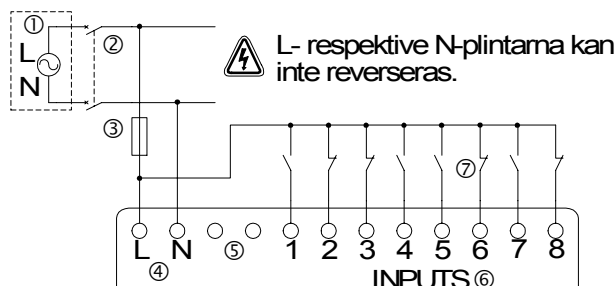 ①
②
L
N
L- respektive N-plintarna kan
inte reverseras.
③
⑦
L N ⑤ 1 2 3 4 5 6 7 8
④
INPUTS ⑥